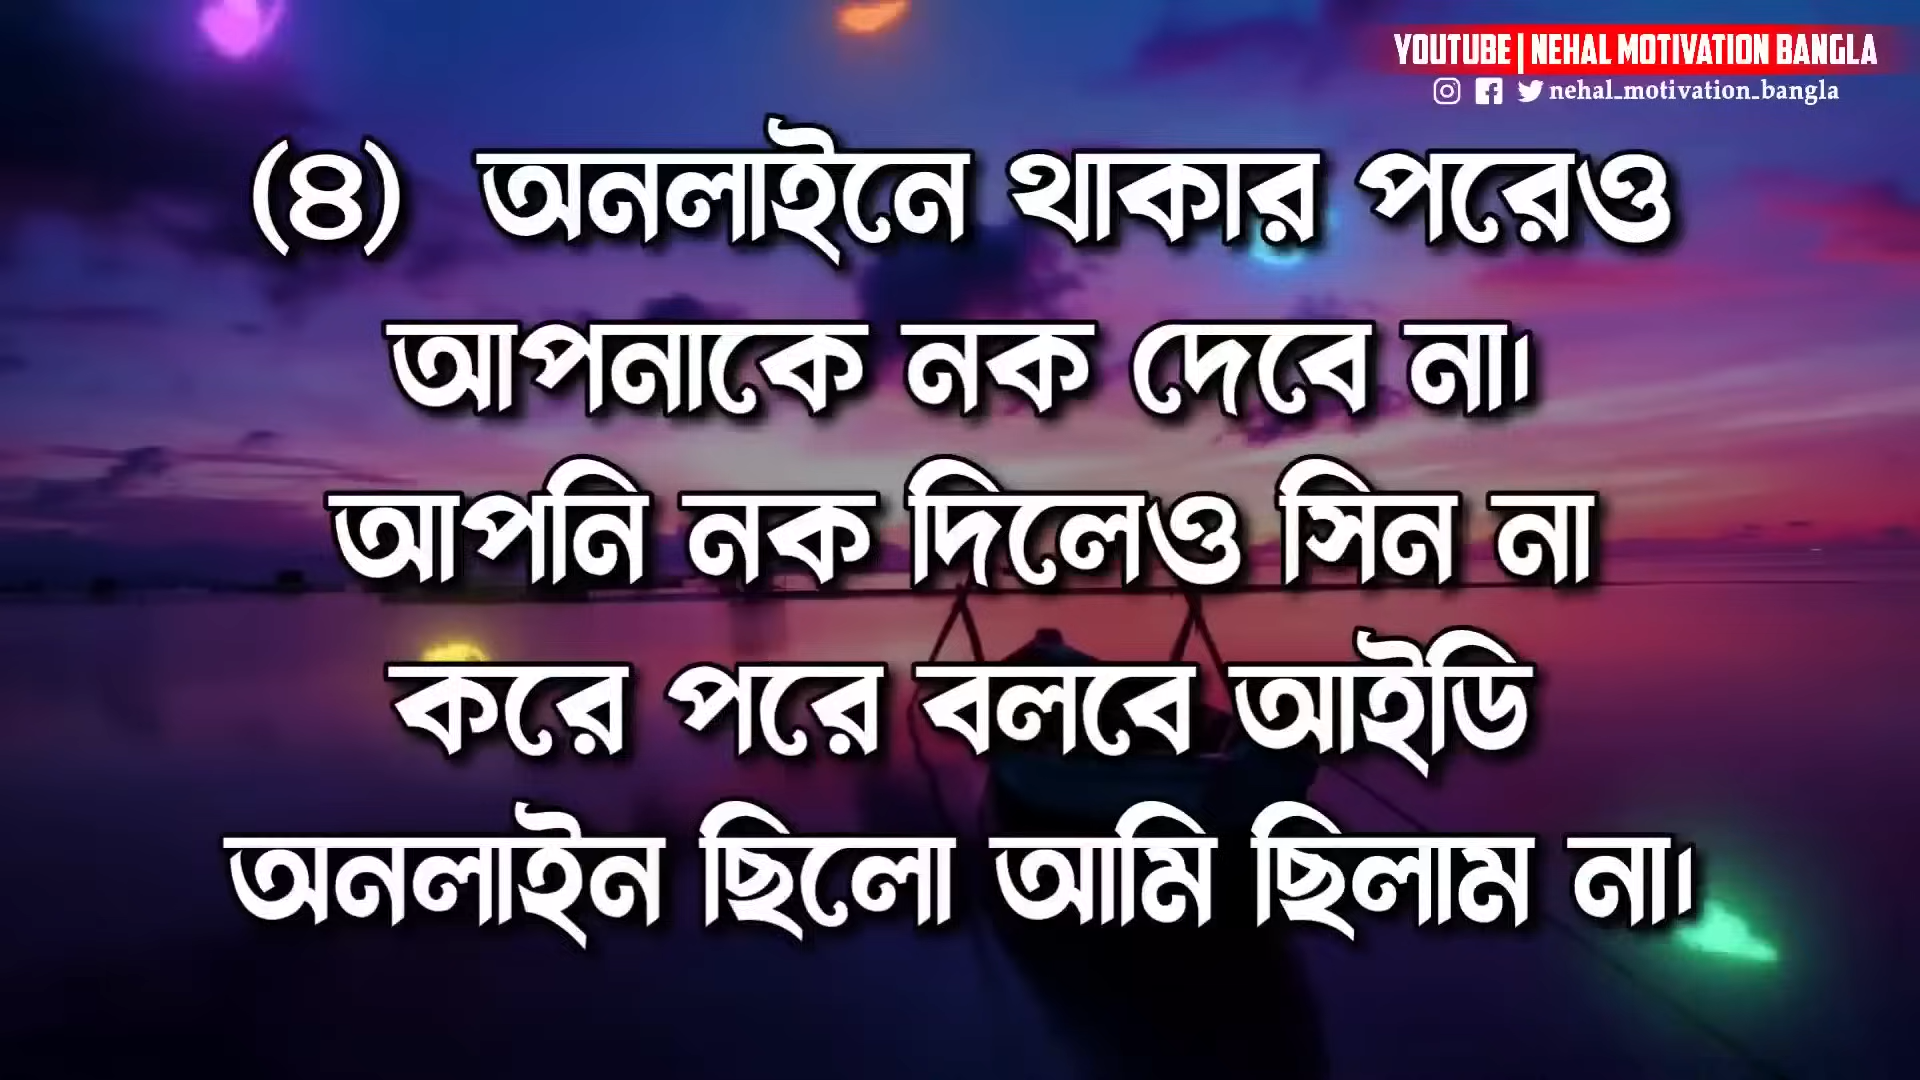 YOUTUBE | NEHAL MOTIVATION BANGLA
nehal_motivation_bangla
(৪) অনলাইনে থাকার পরেও
আপনাকে নক দেবে না।
আপনি নক দিলেও সিন না
করে পরে বলবে আইডি
অনলাইন ছিলো আমি ছিলাম না।